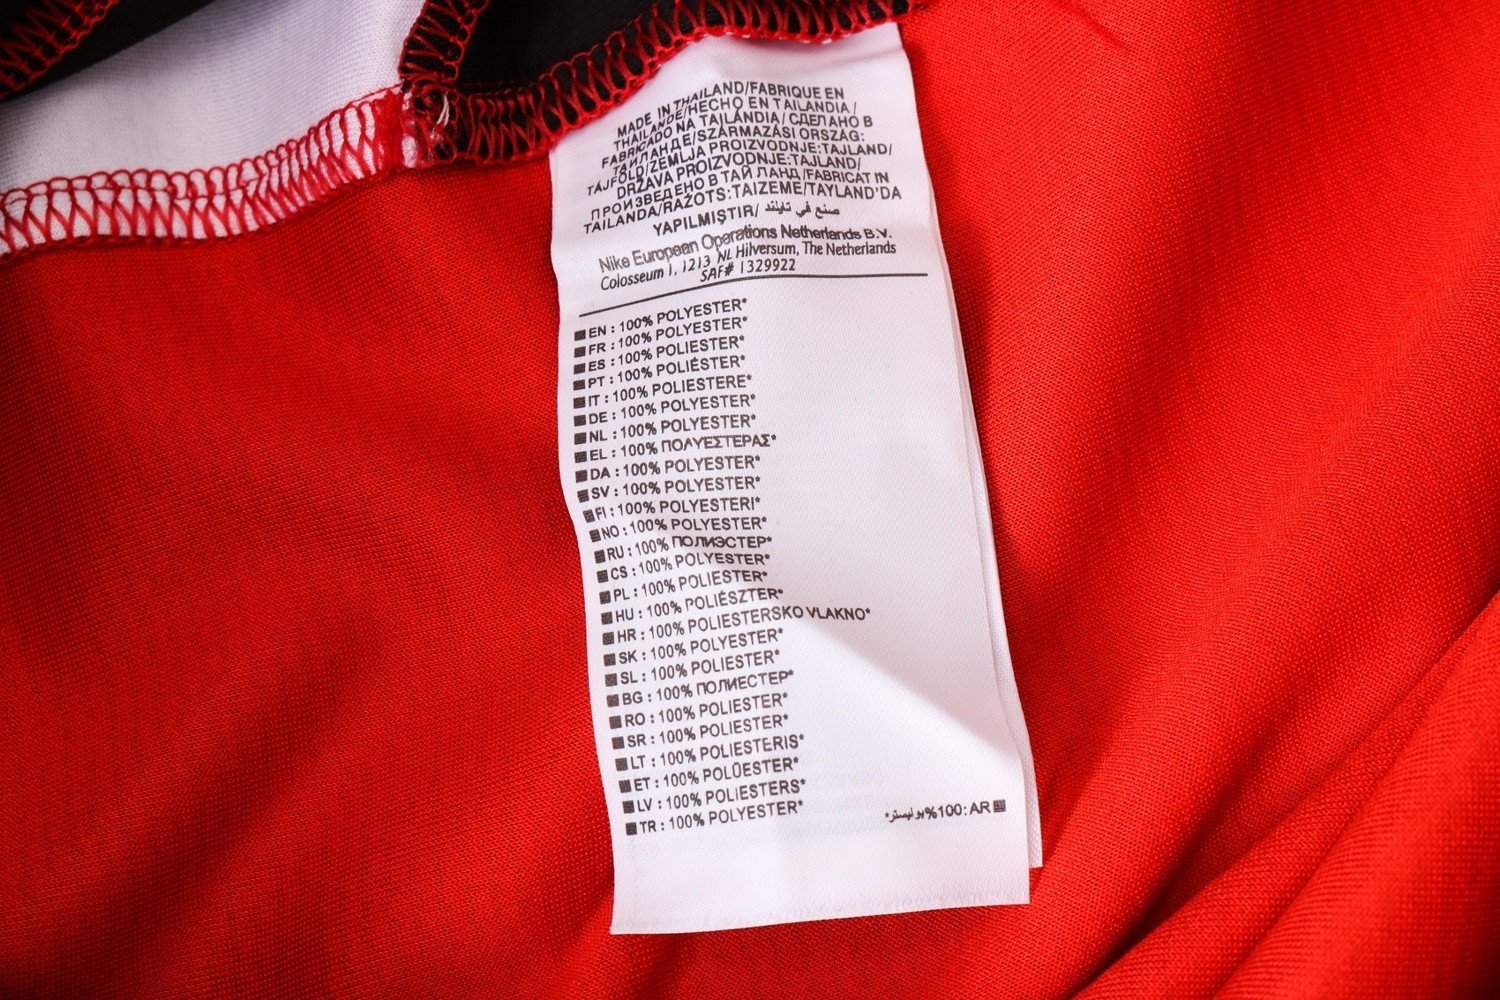 MADE IN THAILAND/FABRIQUE EN
THAILANDE/HECHO EN TAILANDIA /
FABRICADO NA TAILÂNDIA / СДЕЛАНО В
ТАИЛАНДЕ/SZÁRMAZÁSI ORSZÁG:
TÁJFÖLD/ZEMLJA PROIZVODNJE:TAJLAND/
DRŽAVA PROIZVODNJE:TAJLAND/
ПРОИЗВЕДЕНО В ТАЙ ЛАНД/FABRICAT IN
TAILANDA/RAŽOTS:TAIZEME/TAYLAND'DA
YAPILMIŞTIR/ صنع في تايلند
Nike European Operations Netherlands B.V.
Colosseum 1, 1213 NL Hilversum, The Netherlands
SAF# 1329922
EN : 100% POLYESTER*
FR : 100% POLYESTER*
ES : 100% POLIESTER*
PT : 100% POLIÉSTER*
IT : 100% POLIESTERE*
DE : 100% POLYESTER*
NL : 100% POLYESTER*
EL : 100% ΠΟΛΥΕΣΤΕΡΑΣ*
DA : 100% POLYESTER*
SV : 100% POLYESTER*
FI : 100% POLYESTERI*
NO : 100% POLYESTER*
RU : 100% ПОЛИЭСТЕР*
CS : 100% POLYESTER*
PL : 100% POLIESTER*
HU : 100% POLIÉSZTER*
HR : 100% POLIESTERSKO VLAKNO*
SK : 100% POLYESTER*
SL : 100% POLIESTER*
BG : 100% ПОЛИЕСТЕР*
RO : 100% POLIESTER*
SR : 100% POLIESTER*
LT : 100% POLIESTERIS*
ET : 100% POLÜESTER*
LV : 100% POLIESTERS*
TR : 100% POLYESTER*
AR :100% بوليستر*